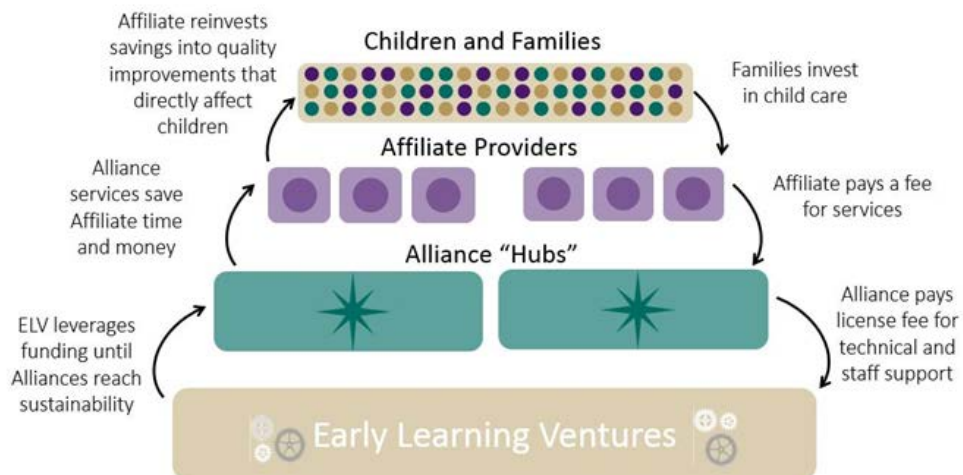 Affiliate reinvests
savings into quality
improvements that
directly affect
children
Children and Families
Families invest
in child care
Affiliate Providers
Alliance
services save
Affiliate time
and money
Affiliate pays a fee
for services
Alliance “Hubs”
ELV leverages
funding until
Alliances reach
sustainability
Alliance pays
license fee for
technical and
staff support
Early Learning Ventures